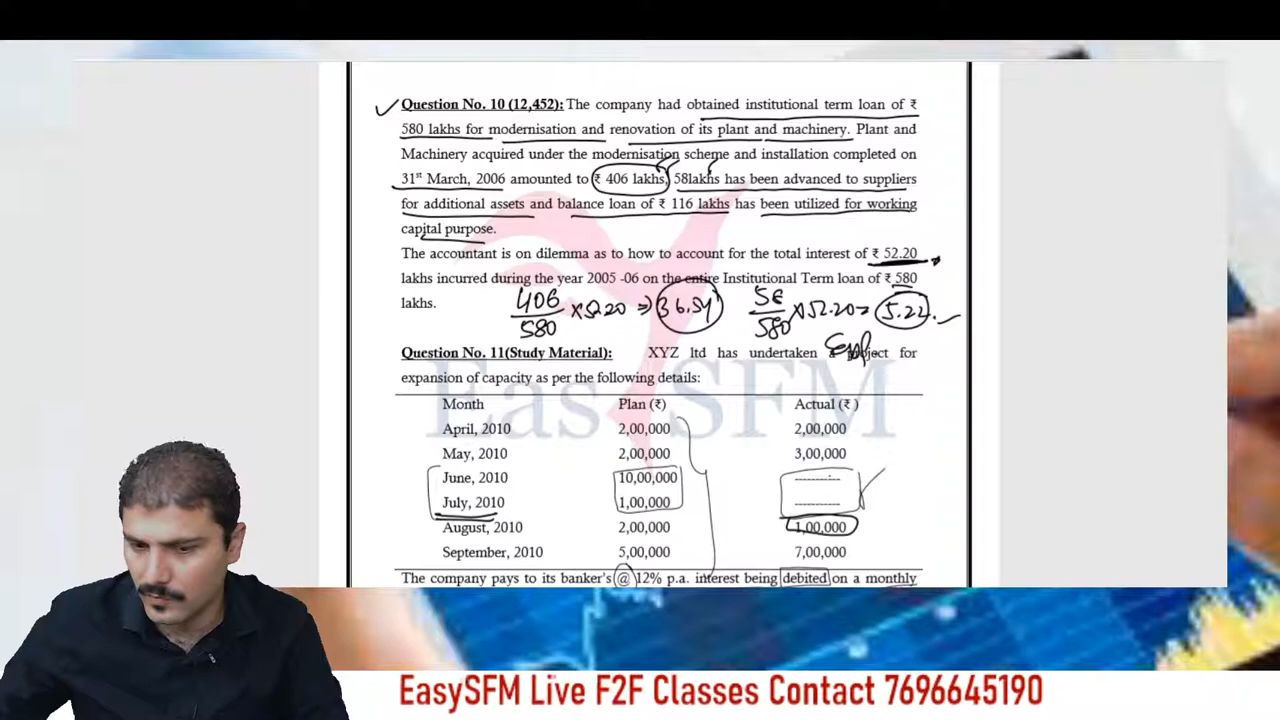 Question No. 10 (12,452): The company had obtained institutional term loan of ₹
580 lakhs for modernisation and renovation of its plant and machinery. Plant and
Machinery acquired under the modernisation scheme and installation completed on
31st March, 2006 amounted to ₹ 406 lakhs, 58lakhs has been advanced to suppliers
for additional assets and balance loan of ₹ 116 lakhs has been utilized for working
capital purpose.
The accountant is on dilemma as to how to account for the total interest of ₹ 52.20
lakhs incurred during the year 2005 -06 on the entire Institutional Term loan of ₹ 580
lakhs.
406/580 × 52.20 ⇒ 36.54 58/580 × 52.20 = 5.22
Question No. 11(Study Material): XYZ ltd has undertaken a project for
expansion of capacity as per the following details:
Month Plan (₹) Actual (₹ )
April, 2010 2,00,000 2,00,000
May, 2010 2,00,000 3,00,000
June, 2010 10,00,000 ----------
July, 2010 1,00,000 ----------
August, 2010 2,00,000 1,00,000
September, 2010 5,00,000 7,00,000
The company pays to its banker's @ 12% p.a. interest being debited on a monthly
EasySFM Live F2F Classes Contact 7696645190